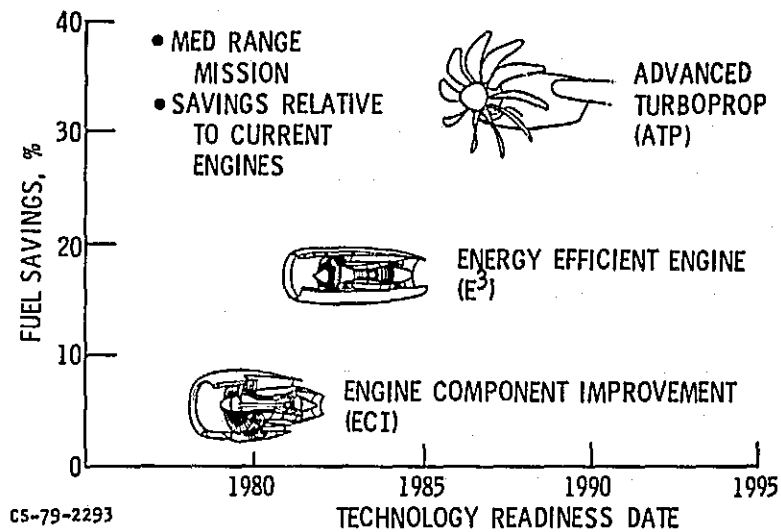 40
30
20
10
0
FUEL SAVINGS, %
• MED RANGE
MISSION
• SAVINGS RELATIVE
TO CURRENT
ENGINES
ADVANCED
TURBOPROP
(ATP)
ENERGY EFFICIENT ENGINE
(E³)
ENGINE COMPONENT IMPROVEMENT
(ECI)
1980 1985 1990 1995
TECHNOLOGY READINESS DATE
CS-79-2293